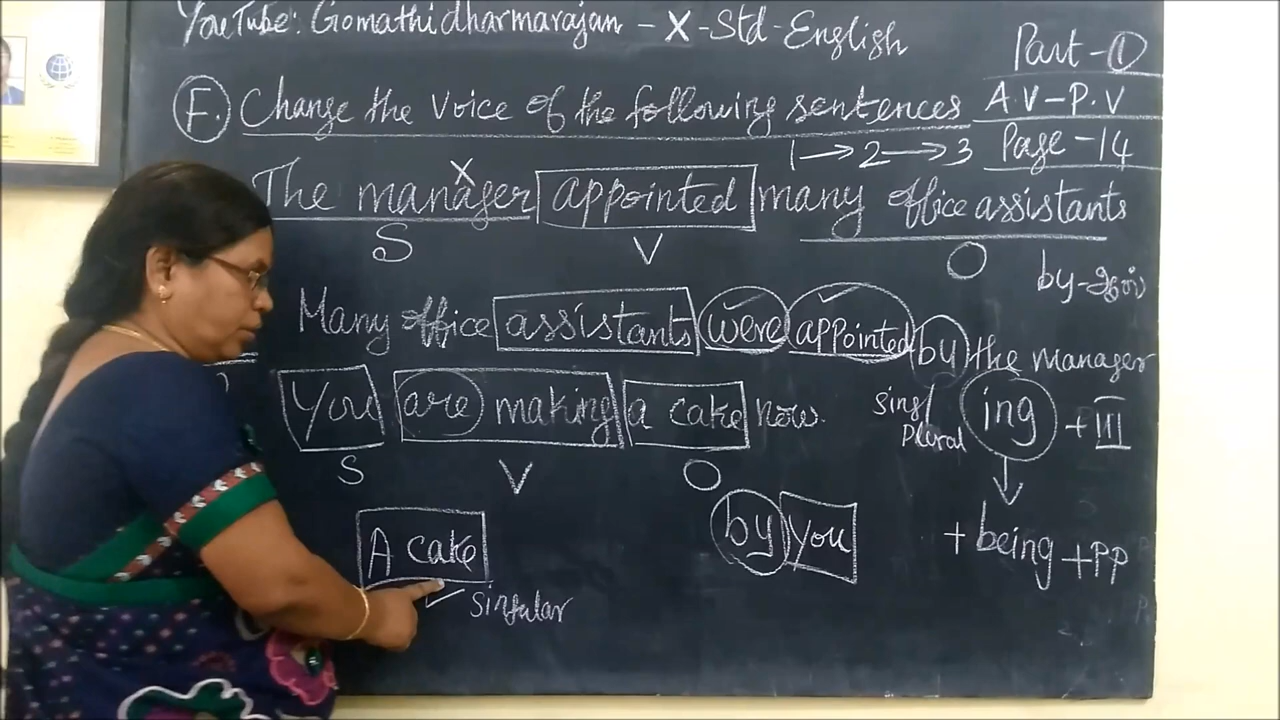 YouTube: Gomathidharmarajan - X-Std-English
Part-①
F. Change the Voice of the following sentences
A.V-P.V
1→2→3
Page-14
The manager appointed many office assistants
X
S V O
by-ஆல்
Many office assistants were appointed by the manager
You are making a cake now.
Sing/
Plural
ing + III
S V O
A cake by you
+ being + PP
Singular